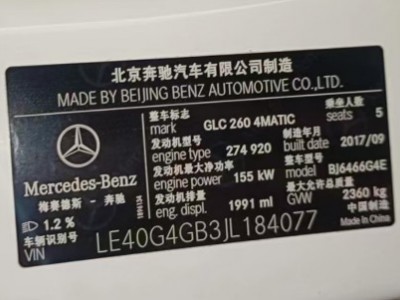 北京奔驰汽车有限公司制造
MADE BY BEIJING BENZ AUTOMOTIVE CO.,LTD.
整车标志 mark GLC 260 4MATIC 乘坐人数 seats 5
发动机型号 engine type 274 920 制造年月 built date 2017/09
发动机最大净功率 engine power 155 kW 整车型号 model BJ6466G4E
发动机排量 eng. displ. 1991 ml 最大允许总质量 GVW 2360 kg
Mercedes-Benz
梅赛德斯 - 奔驰
1.2 %
中国制造 Made in China
车辆识别号 VIN LE40G4GB3JL184077